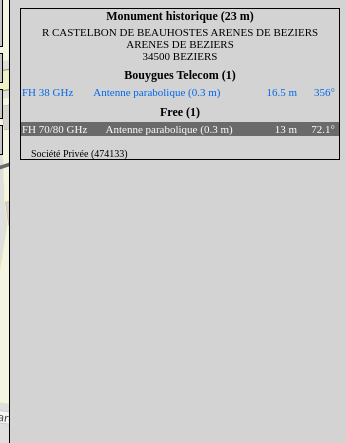 Monument historique (23 m)
R CASTELBON DE BEAUHOSTES ARENES DE BEZIERS
ARENES DE BEZIERS
34500 BEZIERS
Bouygues Telecom (1)
FH 38 GHz Antenne parabolique (0.3 m) 16.5 m 356°
Free (1)
FH 70/80 GHz Antenne parabolique (0.3 m) 13 m 72.1°
Société Privée (474133)
ar